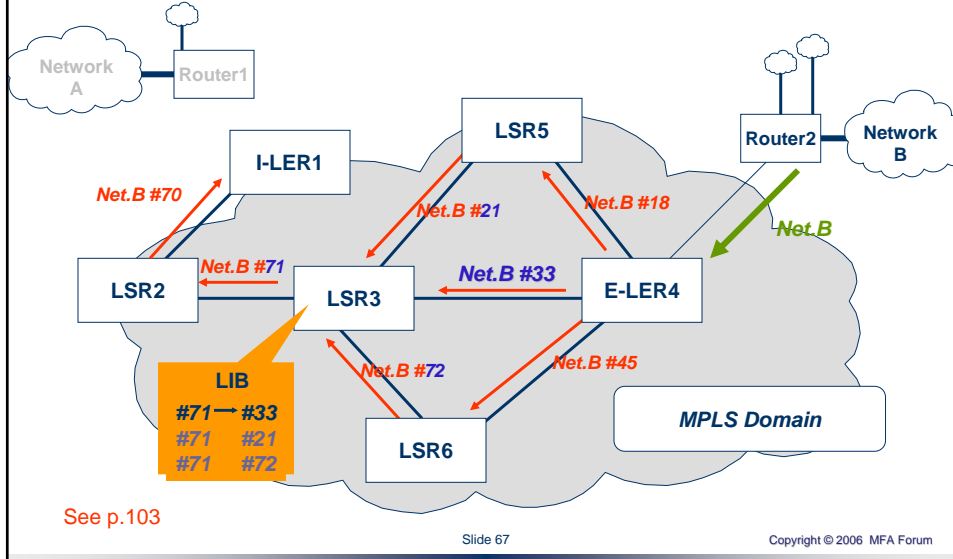 Network
A
Router1
LSR5
Router2
Network
B
I-LER1
Net.B #70
Net.B #21
Net.B #18
Net.B
Net.B #71
Net.B #33
LSR2
LSR3
E-LER4
Net.B #72
Net.B #45
LIB
#71 → #33
#71 #21
#71 #72
LSR6
MPLS Domain
See p.103
Slide 67
Copyright © 2006 MFA Forum